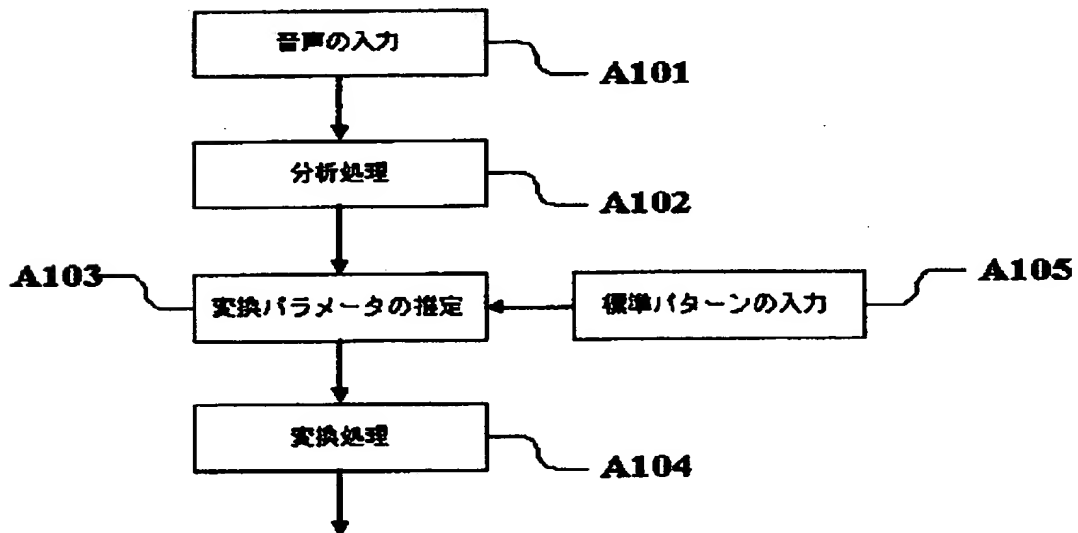 音声の入力
A101
分析処理
A102
A103
変換パラメータの推定
標準パターンの入力
A105
変換処理
A104